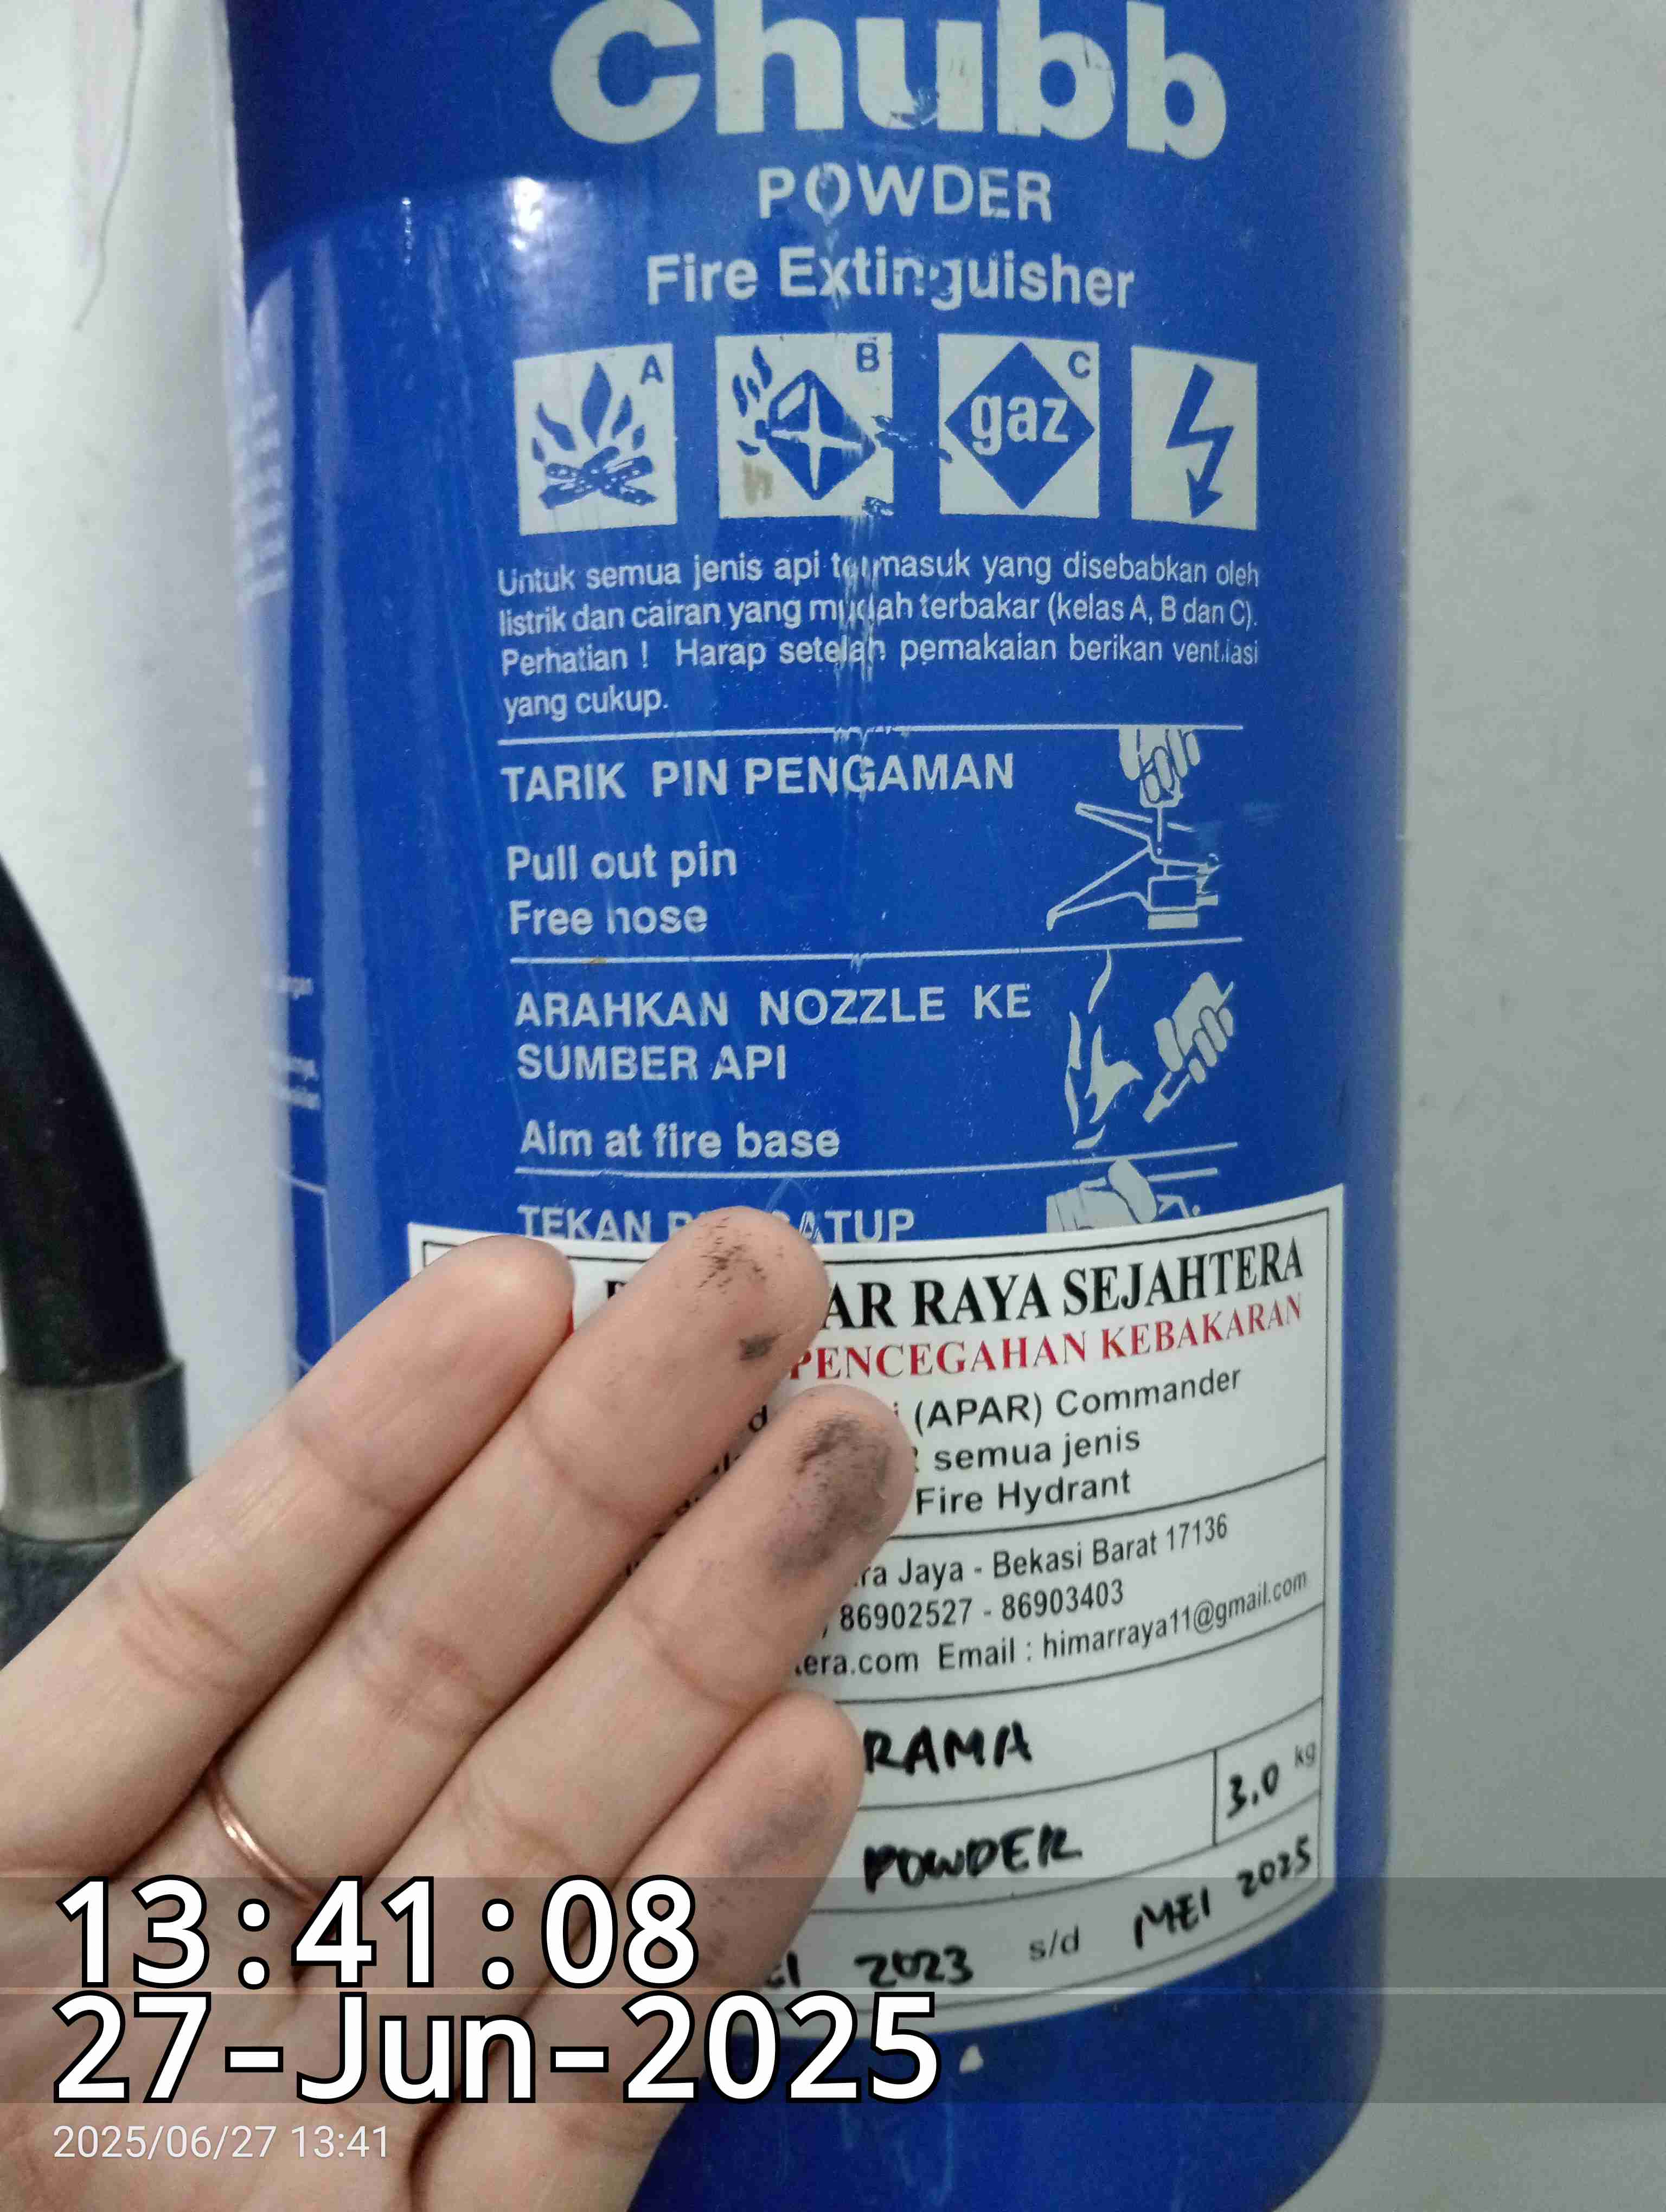 Chubb
POWDER
Fire Extinguisher
A
B
C
gaz
Untuk semua jenis api termasuk yang disebabkan oleh
listrik dan cairan yang mudah terbakar (kelas A, B dan C).
Perhatian ! Harap setelah pemakaian berikan ventilasi
yang cukup.
TARIK PIN PENGAMAN
Pull out pin
Free hose
ARAHKAN NOZZLE KE
SUMBER API
Aim at fire base
TEKAN
RAYA SEJAHTERA
PENCEGAHAN KEBAKARAN
(APAR) Commander
semua jenis
Fire Hydrant
Jaya - Bekasi Barat 17136
86902527 - 86903403
Email : himarraya11@gmail.com
RAMA
POWDER
3.0 kg
2023 s/d MEI 2025
13:41:08
27-Jun-2025
2025/06/27 13:41